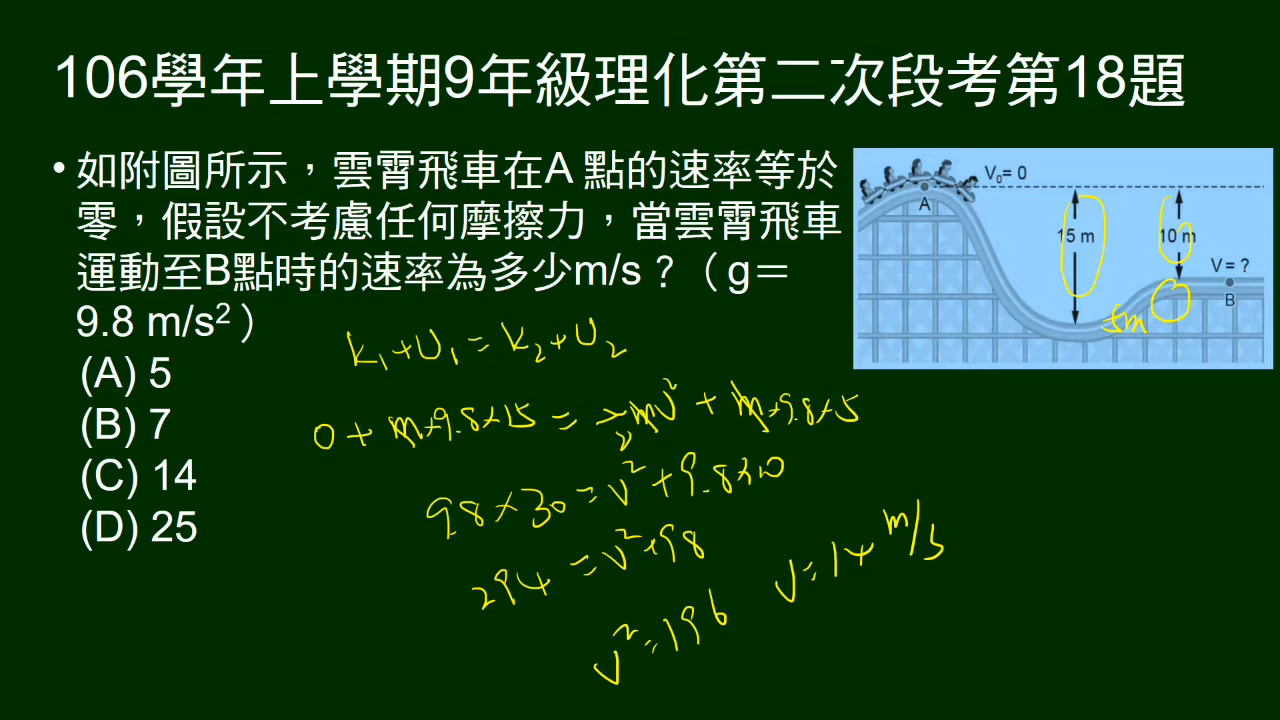 106學年上學期9年級理化第二次段考第18題
• 如附圖所示，雲霄飛車在A 點的速率等於
零，假設不考慮任何摩擦力，當雲霄飛車
運動至B點時的速率為多少m/s？（g＝
9.8 m/s²）
(A) 5
(B) 7
(C) 14
(D) 25
V₀= 0
A
15 m
10 m
V = ?
B
5m
K₁+U₁=K₂+U₂
0+m×9.8×15=½mv²+m×9.8×5
9.8×30=v²+9.8×10
294=v²+98
v²=196
v=14 m/s